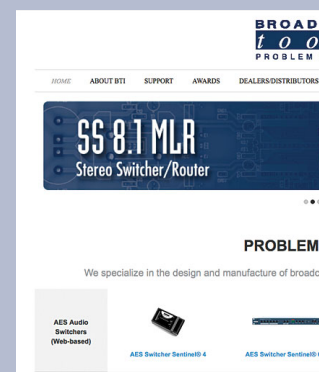 BROAD
t o o
PROBLEM
HOME ABOUT BTI SUPPORT AWARDS DEALERS/DISTRIBUTORS
SS 8.1 MLR
Stereo Switcher/Router
PROBLEM
We specialize in the design and manufacture of broadc
AES Audio
Switchers
(Web-based)
AES Switcher Sentinel® 4 AES Switcher Sentinel®